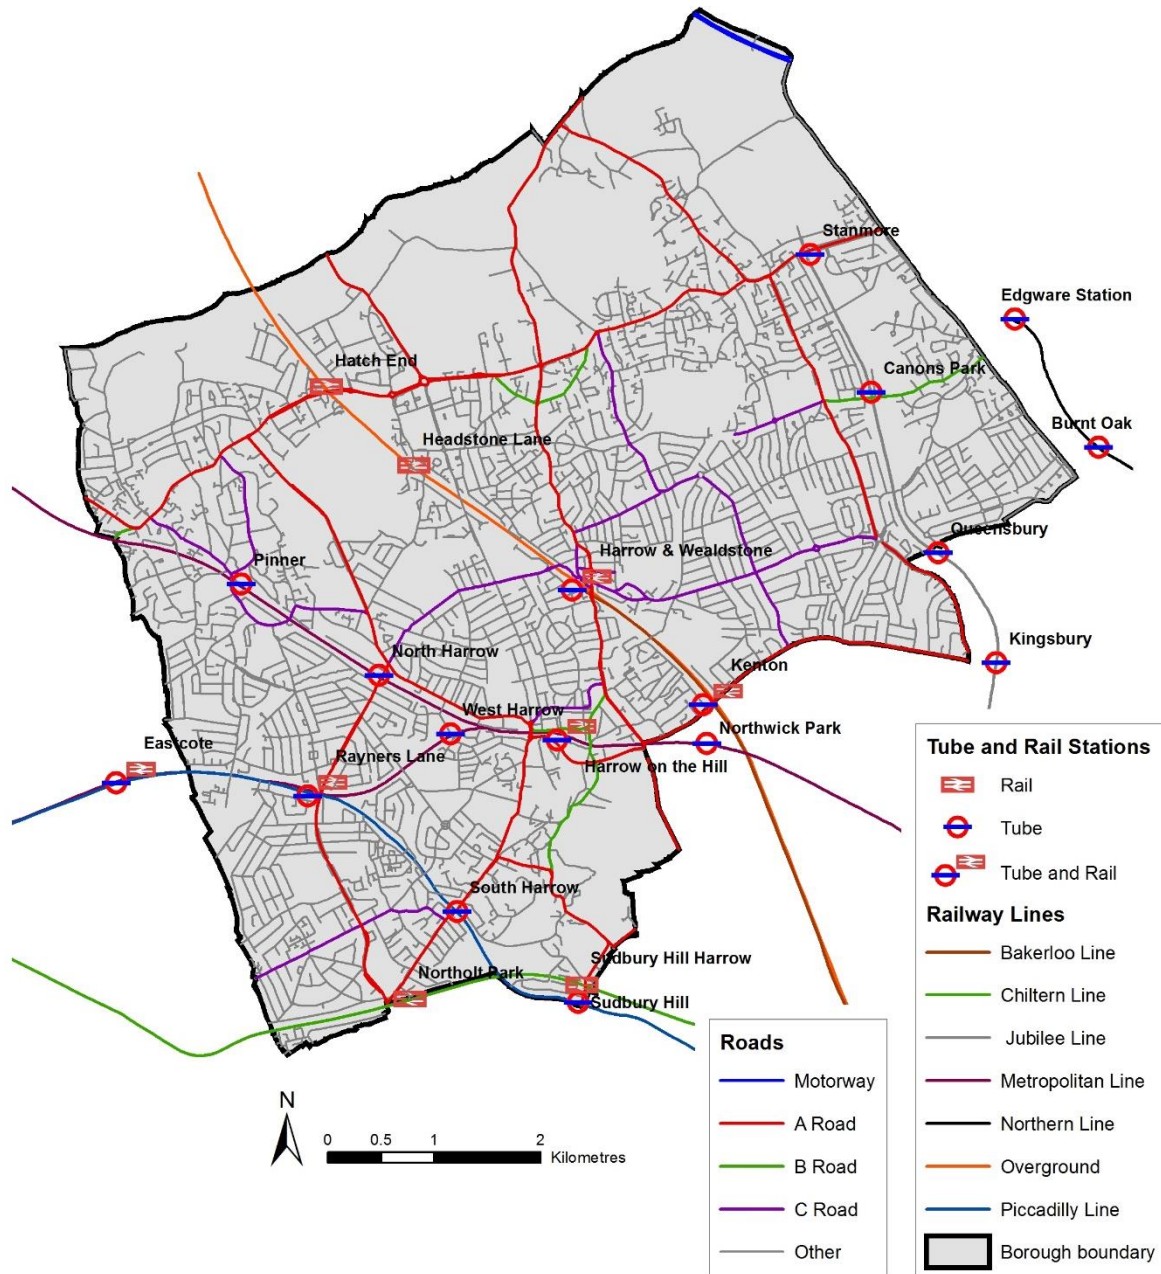 Stanmore
Edgware Station
Hatch End
Canons Park
Burnt Oak
Headstone Lane
Queensbury
Harrow & Wealdstone
Pinner
Kingsbury
North Harrow
Kenton
West Harrow
Northwick Park
Eastcote
Rayners Lane
Harrow on the Hill
South Harrow
Sudbury Hill Harrow
Northolt Park
Sudbury Hill
N
0 0.5 1 2
Kilometres
Roads
Motorway
A Road
B Road
C Road
Other
Tube and Rail Stations
Rail
Tube
Tube and Rail
Railway Lines
Bakerloo Line
Chiltern Line
Jubilee Line
Metropolitan Line
Northern Line
Overground
Piccadilly Line
Borough boundary